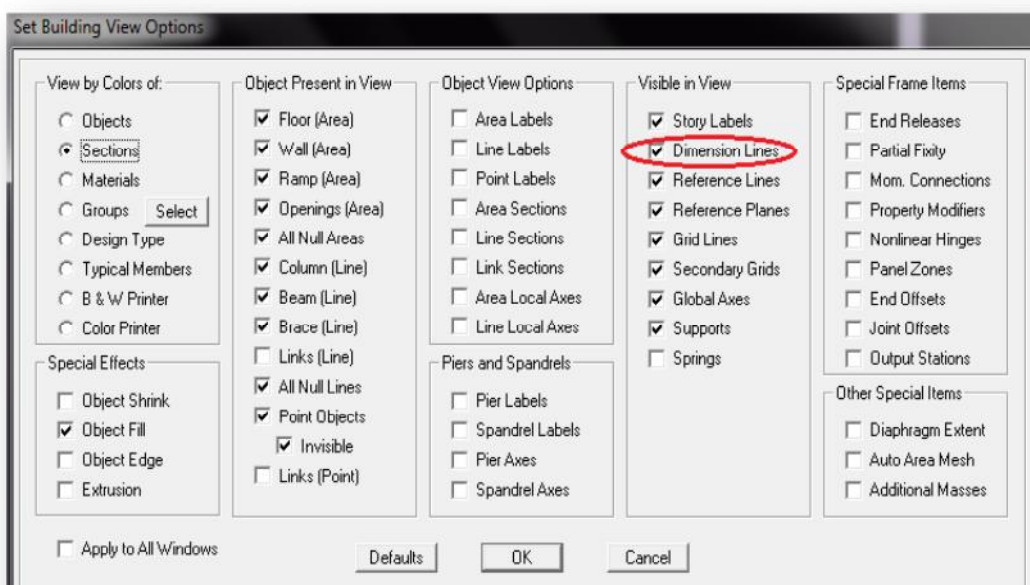 Set Building View Options
View by Colors of:
Objects
Sections
Materials
Groups
Select
Design Type
Typical Members
B & W Printer
Color Printer
Special Effects
Object Shrink
Object Fill
Object Edge
Extrusion
Apply to All Windows
Object Present in View
Floor (Area)
Wall (Area)
Ramp (Area)
Openings (Area)
All Null Areas
Column (Line)
Beam (Line)
Brace (Line)
Links (Line)
All Null Lines
Point Objects
Invisible
Links (Point)
Object View Options
Area Labels
Line Labels
Point Labels
Area Sections
Line Sections
Link Sections
Area Local Axes
Line Local Axes
Piers and Spandrels
Pier Labels
Spandrel Labels
Pier Axes
Spandrel Axes
Visible in View
Story Labels
Dimension Lines
Reference Lines
Reference Planes
Grid Lines
Secondary Grids
Global Axes
Supports
Springs
Special Frame Items
End Releases
Partial Fixity
Mom. Connections
Property Modifiers
Nonlinear Hinges
Panel Zones
End Offsets
Joint Offsets
Output Stations
Other Special Items
Diaphragm Extent
Auto Area Mesh
Additional Masses
Defaults
OK
Cancel